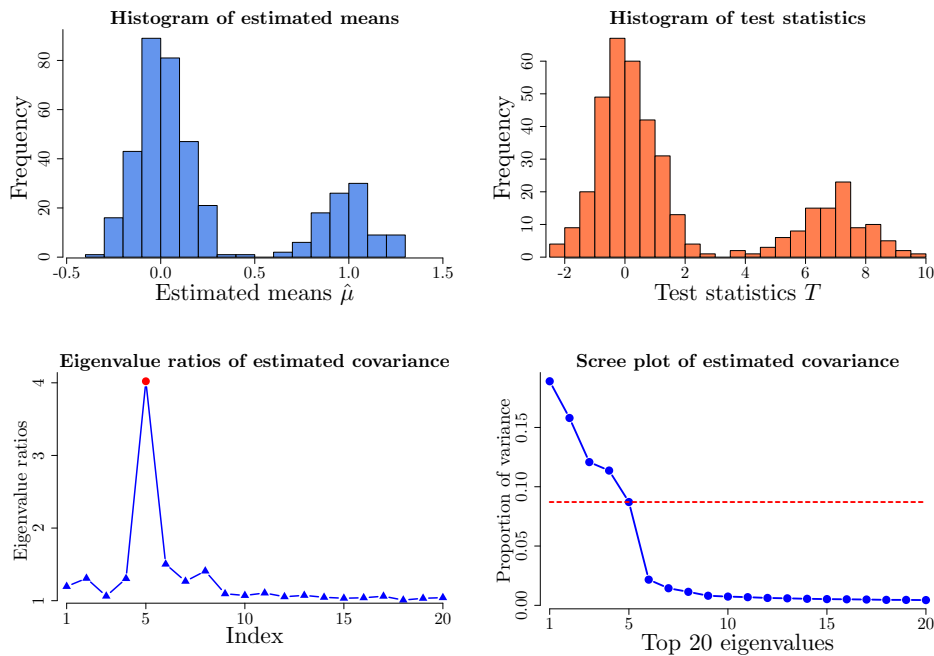 Histogram of estimated means
Frequency
0 20 40 60 80
-0.5 0.0 0.5 1.0 1.5
Estimated means μ̂
Histogram of test statistics
Frequency
0 10 20 30 40 50 60
-2 0 2 4 6 8 10
Test statistics T
Eigenvalue ratios of estimated covariance
Eigenvalue ratios
1 2 3 4
1 5 10 15 20
Index
Scree plot of estimated covariance
Proportion of variance
0.00 0.05 0.10 0.15
1 5 10 15 20
Top 20 eigenvalues